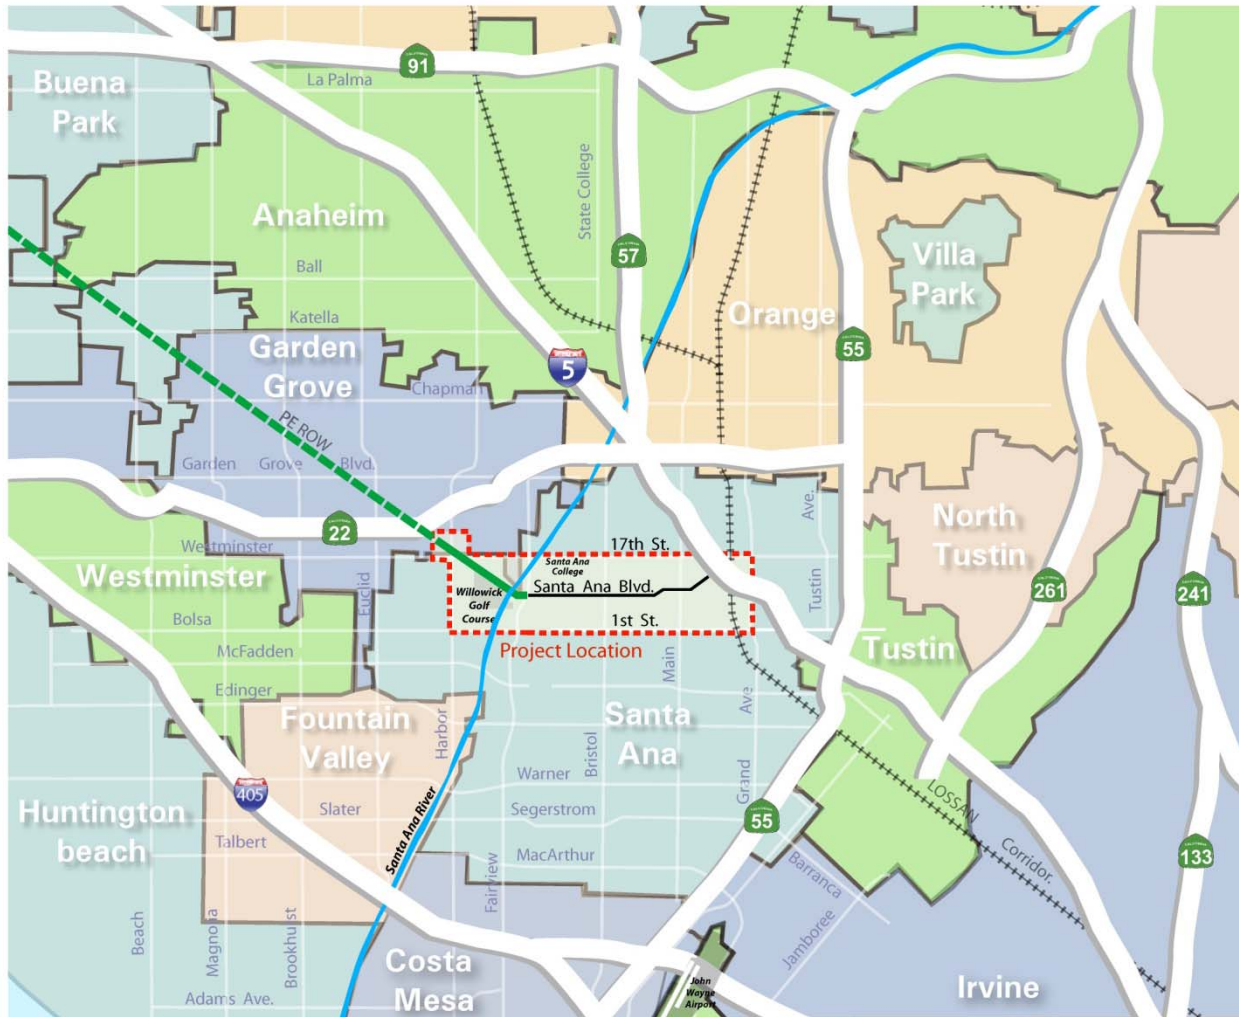 91
La Palma
Buena
Park
State College
Anaheim
57
Villa
Park
Ball
Orange
Katella
Garden
Grove
55
5
Chapman
PE ROW
Garden Grove Blvd.
Ave.
North
Tustin
22
Westminster
17th St.
Santa Ana
College
Westminster
Euclid
Willowick
Golf
Course
Santa Ana Blvd.
Tustin
261
241
Bolsa
1st St.
McFadden
Project Location
Tustin
Main
Edinger
Fountain
Valley
Harbor
Santa
Ana
Ave
Bristol
Grand
Warner
405
Slater
Segerstrom
LOSSAN
Corridor.
Huntington
beach
Talbert
Santa Ana River
55
MacArthur
133
Barranca
Fairview
Beach
Magnolia
Brookhust
Jamboree
Costa
Mesa
John
Wayne
Airport
Irvine
Adams Ave.